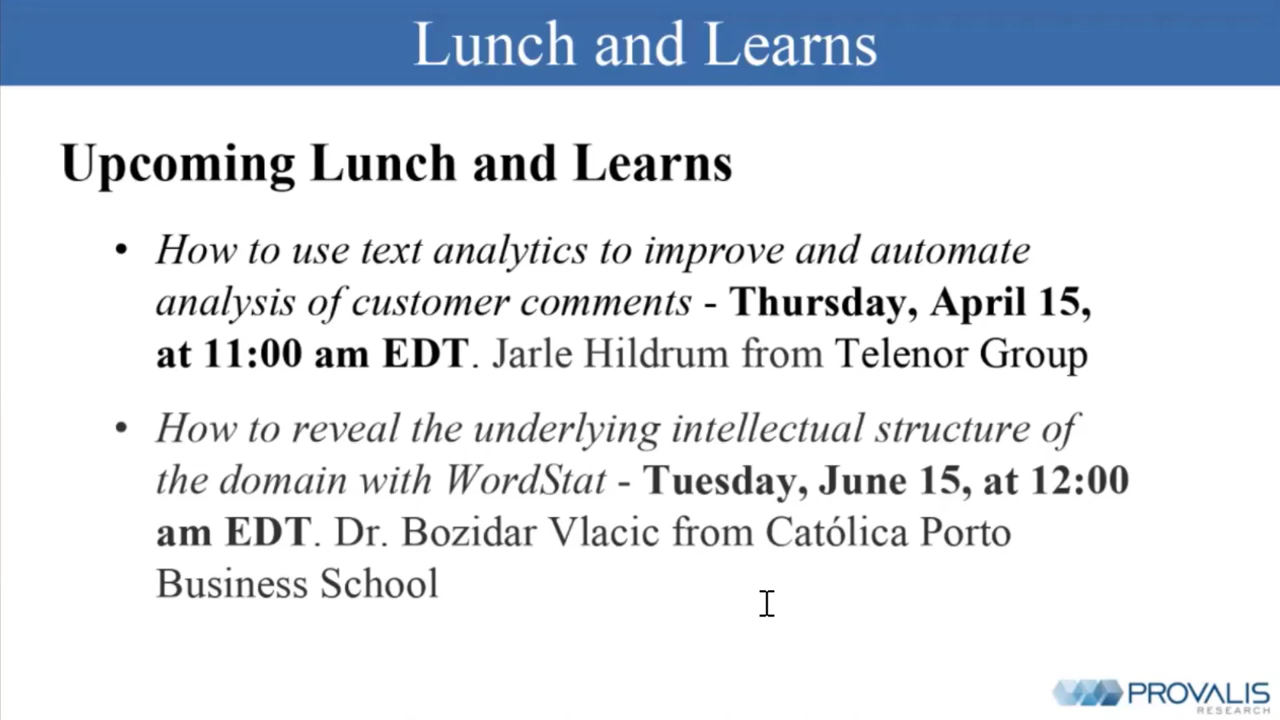 Lunch and Learns
Upcoming Lunch and Learns
• How to use text analytics to improve and automate
analysis of customer comments - Thursday, April 15,
at 11:00 am EDT. Jarle Hildrum from Telenor Group
• How to reveal the underlying intellectual structure of
the domain with WordStat - Tuesday, June 15, at 12:00
am EDT. Dr. Bozidar Vlacic from Católica Porto
Business School
PROVALIS
RESEARCH